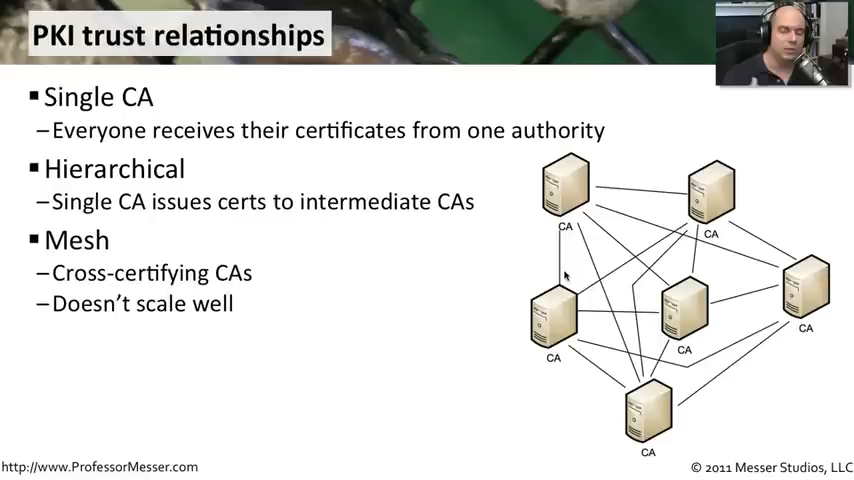 PKI trust relationships
▪Single CA
–Everyone receives their certificates from one authority
▪Hierarchical
–Single CA issues certs to intermediate CAs
▪Mesh
–Cross-certifying CAs
–Doesn't scale well
CA
CA
CA
CA
CA
CA
http://www.ProfessorMesser.com
© 2011 Messer Studios, LLC